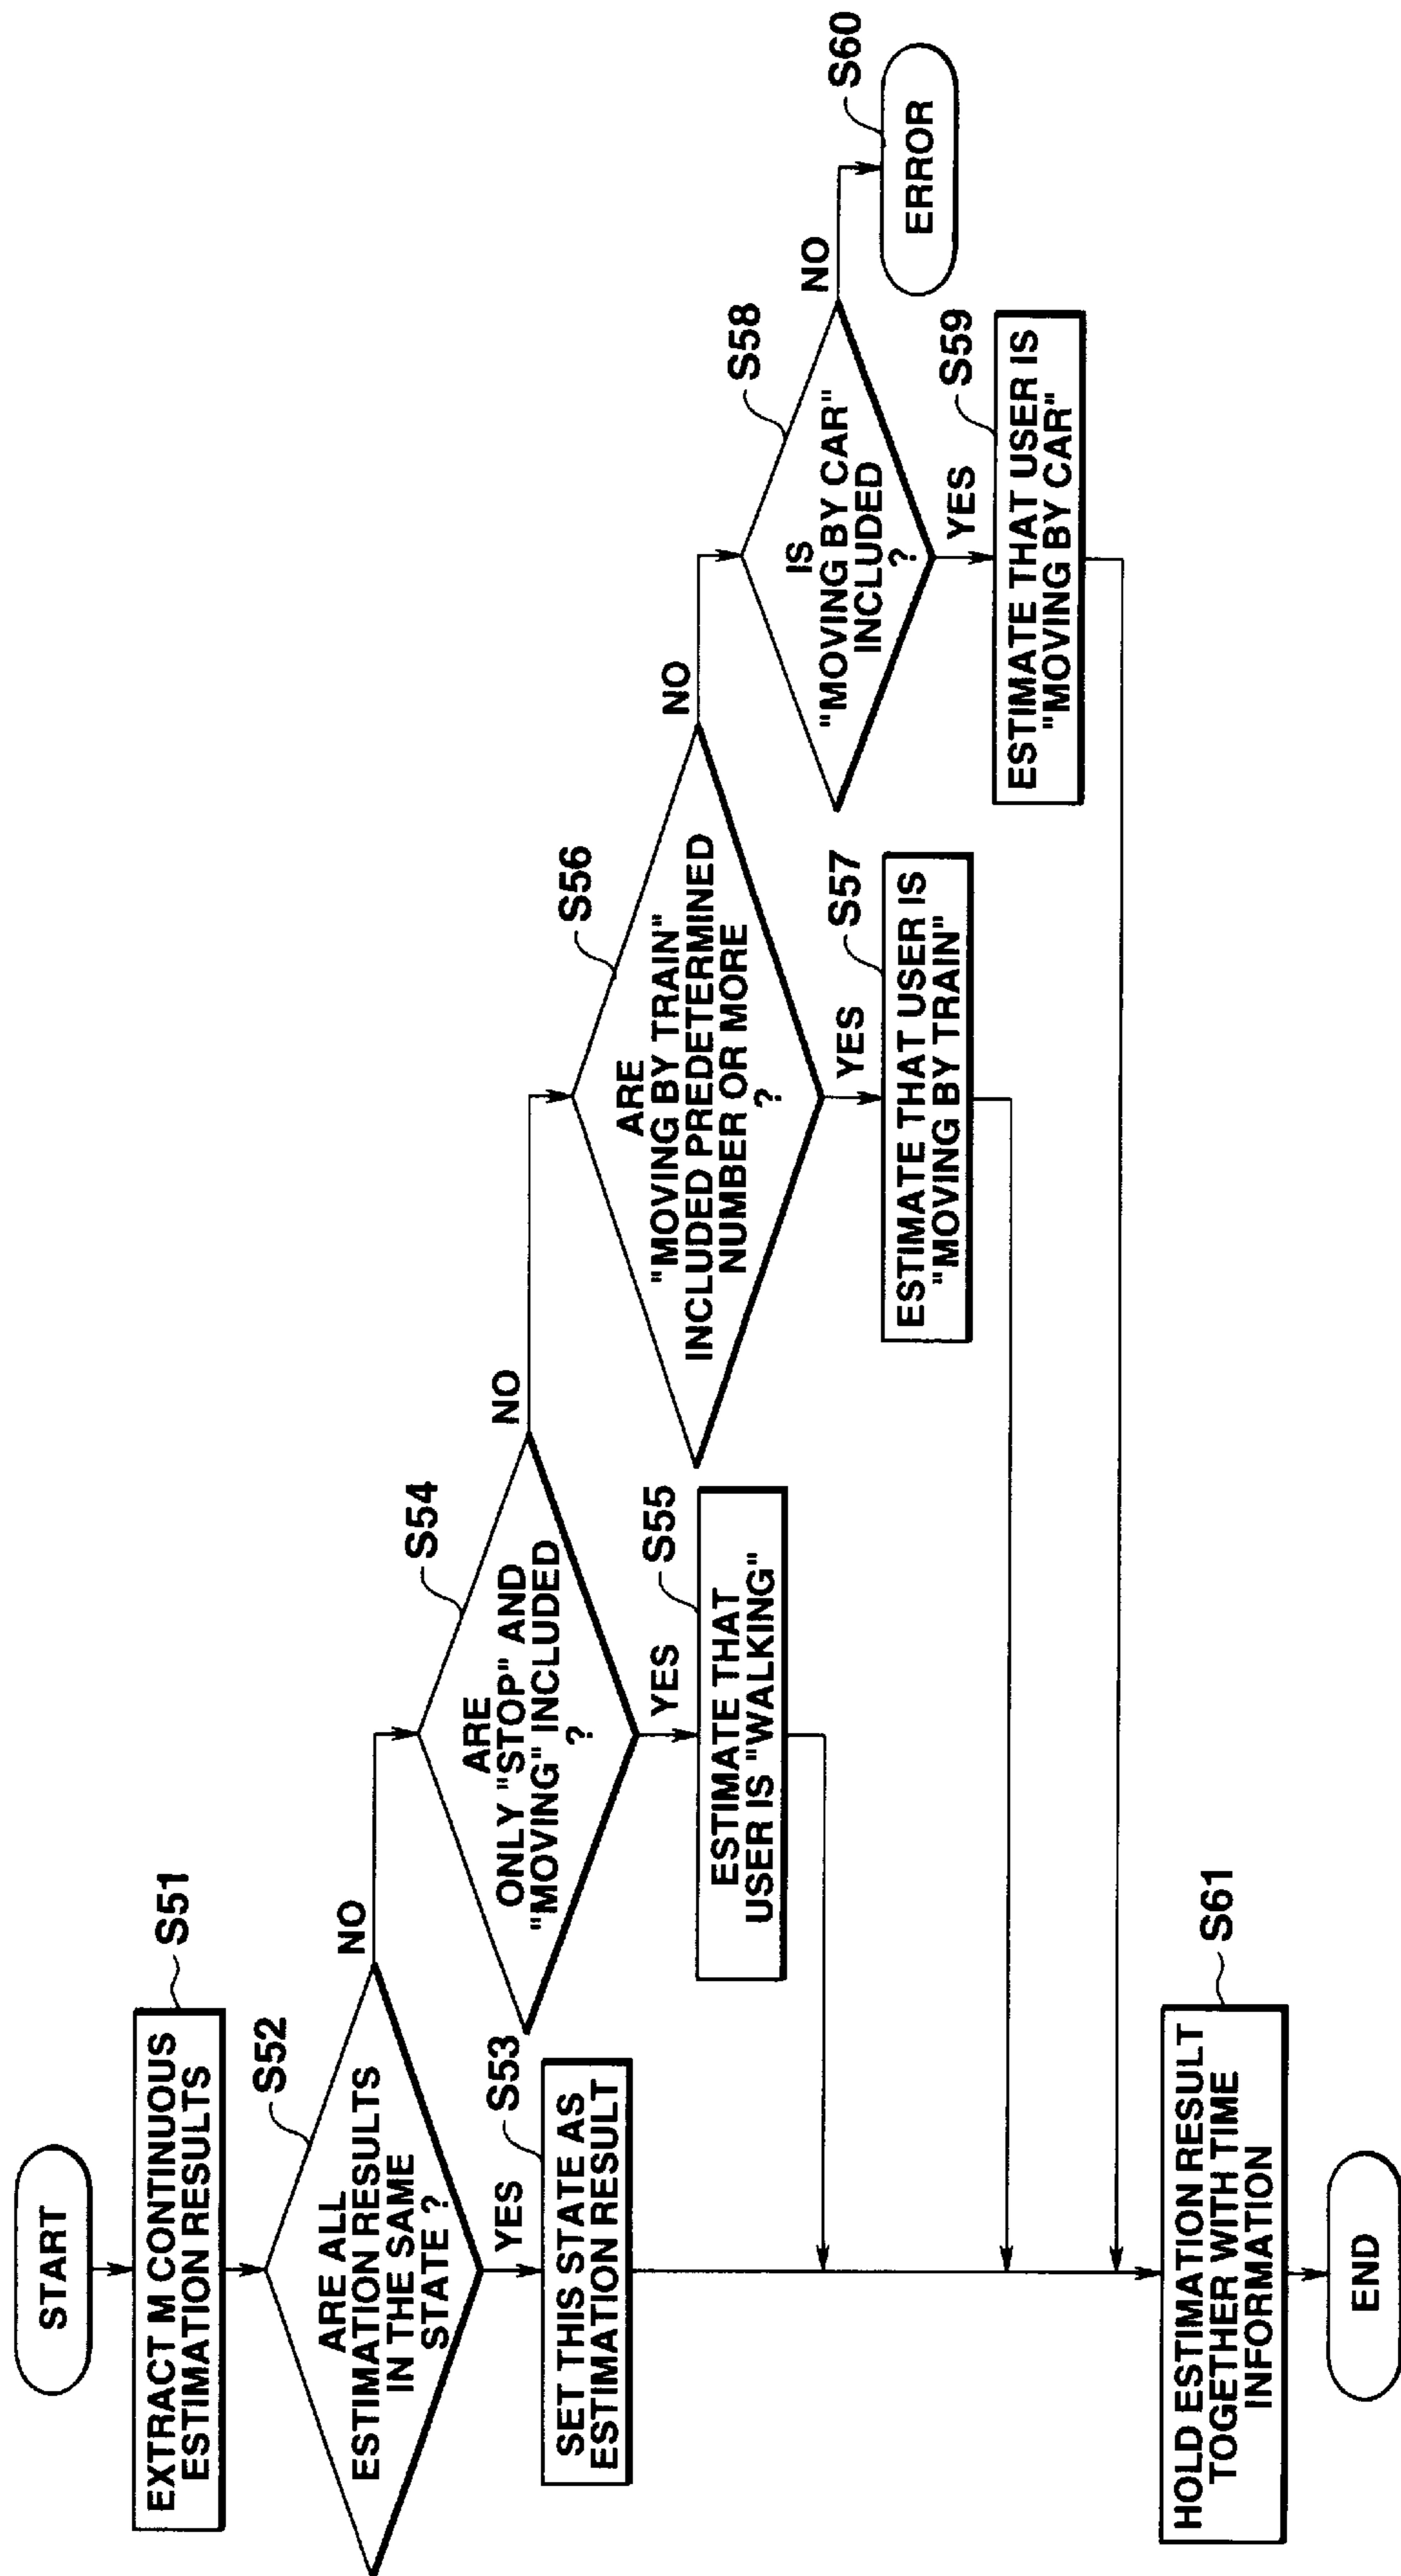 START
EXTRACT M CONTINUOUS
ESTIMATION RESULTS
S51
ARE ALL
ESTIMATION RESULTS
IN THE SAME
STATE ?
S52
NO
YES
SET THIS STATE AS
ESTIMATION RESULT
S53
ARE
ONLY "STOP" AND
"MOVING" INCLUDED
?
S54
NO
YES
ESTIMATE THAT
USER IS "WALKING"
S55
ARE
"MOVING BY TRAIN"
INCLUDED PREDETERMINED
NUMBER OR MORE
?
S56
NO
YES
ESTIMATE THAT USER IS
"MOVING BY TRAIN"
S57
IS
"MOVING BY CAR"
INCLUDED
?
S58
NO
YES
ESTIMATE THAT USER IS
"MOVING BY CAR"
S59
ERROR
S60
HOLD ESTIMATION RESULT
TOGETHER WITH TIME
INFORMATION
S61
END